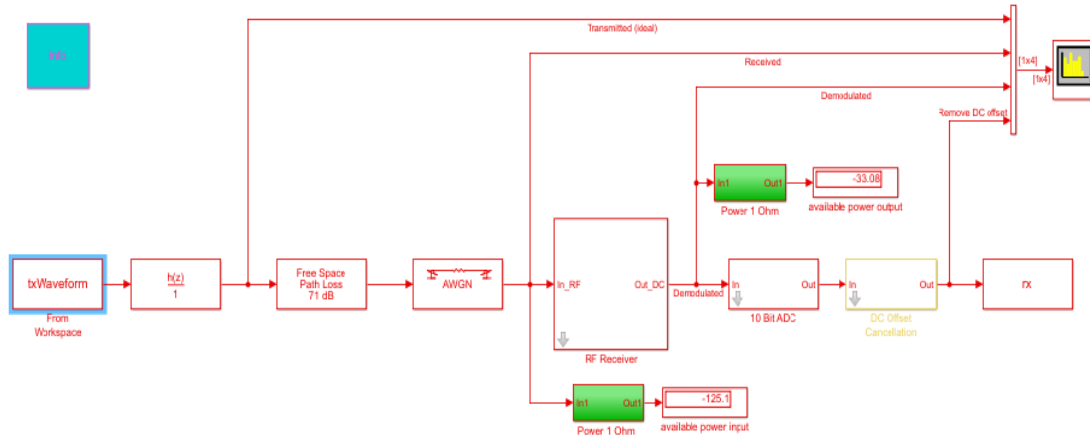 Transmitted (ideal)
Info
Received
[1x4]
[1x4]
Demodulated
Remove DC offset
In1
Out1
-33.08
Power 1 Ohm
available power output
txWaveform
From
Workspace
h(z)
1
Free Space
Path Loss
71 dB
AWGN
In_RF
Out_DC
RF Receiver
Demodulated
In
Out
10 Bit ADC
In
Out
DC Offset
Cancellation
rx
In1
Out1
-125.1
Power 1 Ohm
available power input